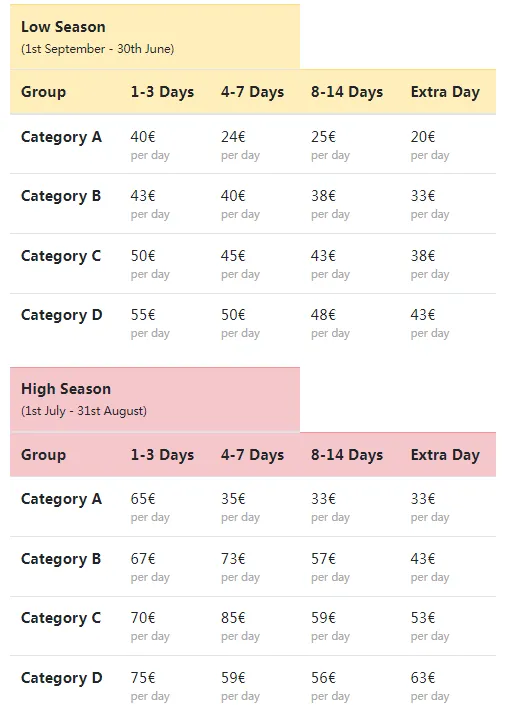 Low Season
(1st September - 30th June)
Group 1-3 Days 4-7 Days 8-14 Days Extra Day
Category A 40€ 24€ 25€ 20€
per day per day per day per day
Category B 43€ 40€ 38€ 33€
per day per day per day per day
Category C 50€ 45€ 43€ 38€
per day per day per day per day
Category D 55€ 50€ 48€ 43€
per day per day per day per day
High Season
(1st July - 31st August)
Group 1-3 Days 4-7 Days 8-14 Days Extra Day
Category A 65€ 35€ 33€ 33€
per day per day per day per day
Category B 67€ 73€ 57€ 43€
per day per day per day per day
Category C 70€ 85€ 59€ 53€
per day per day per day per day
Category D 75€ 59€ 56€ 63€
per day per day per day per day